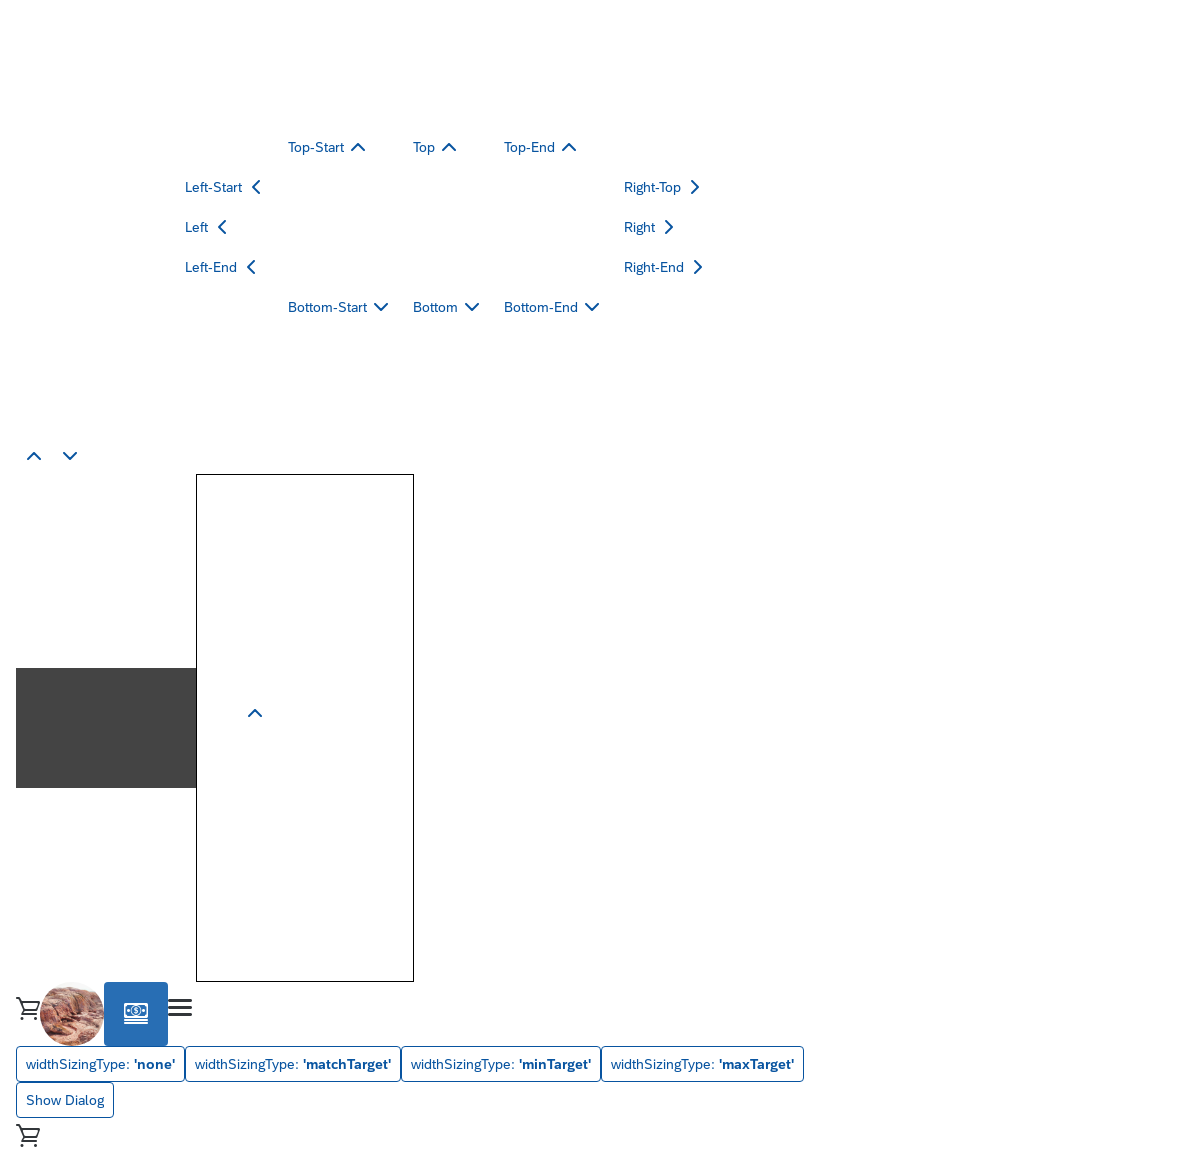 Top-Start Top Top-End
Left-Start Right-Top
Left Right
Left-End Right-End
Bottom-Start Bottom Bottom-End
widthSizingType: 'none' widthSizingType: 'matchTarget' widthSizingType: 'minTarget' widthSizingType: 'maxTarget'
Show Dialog